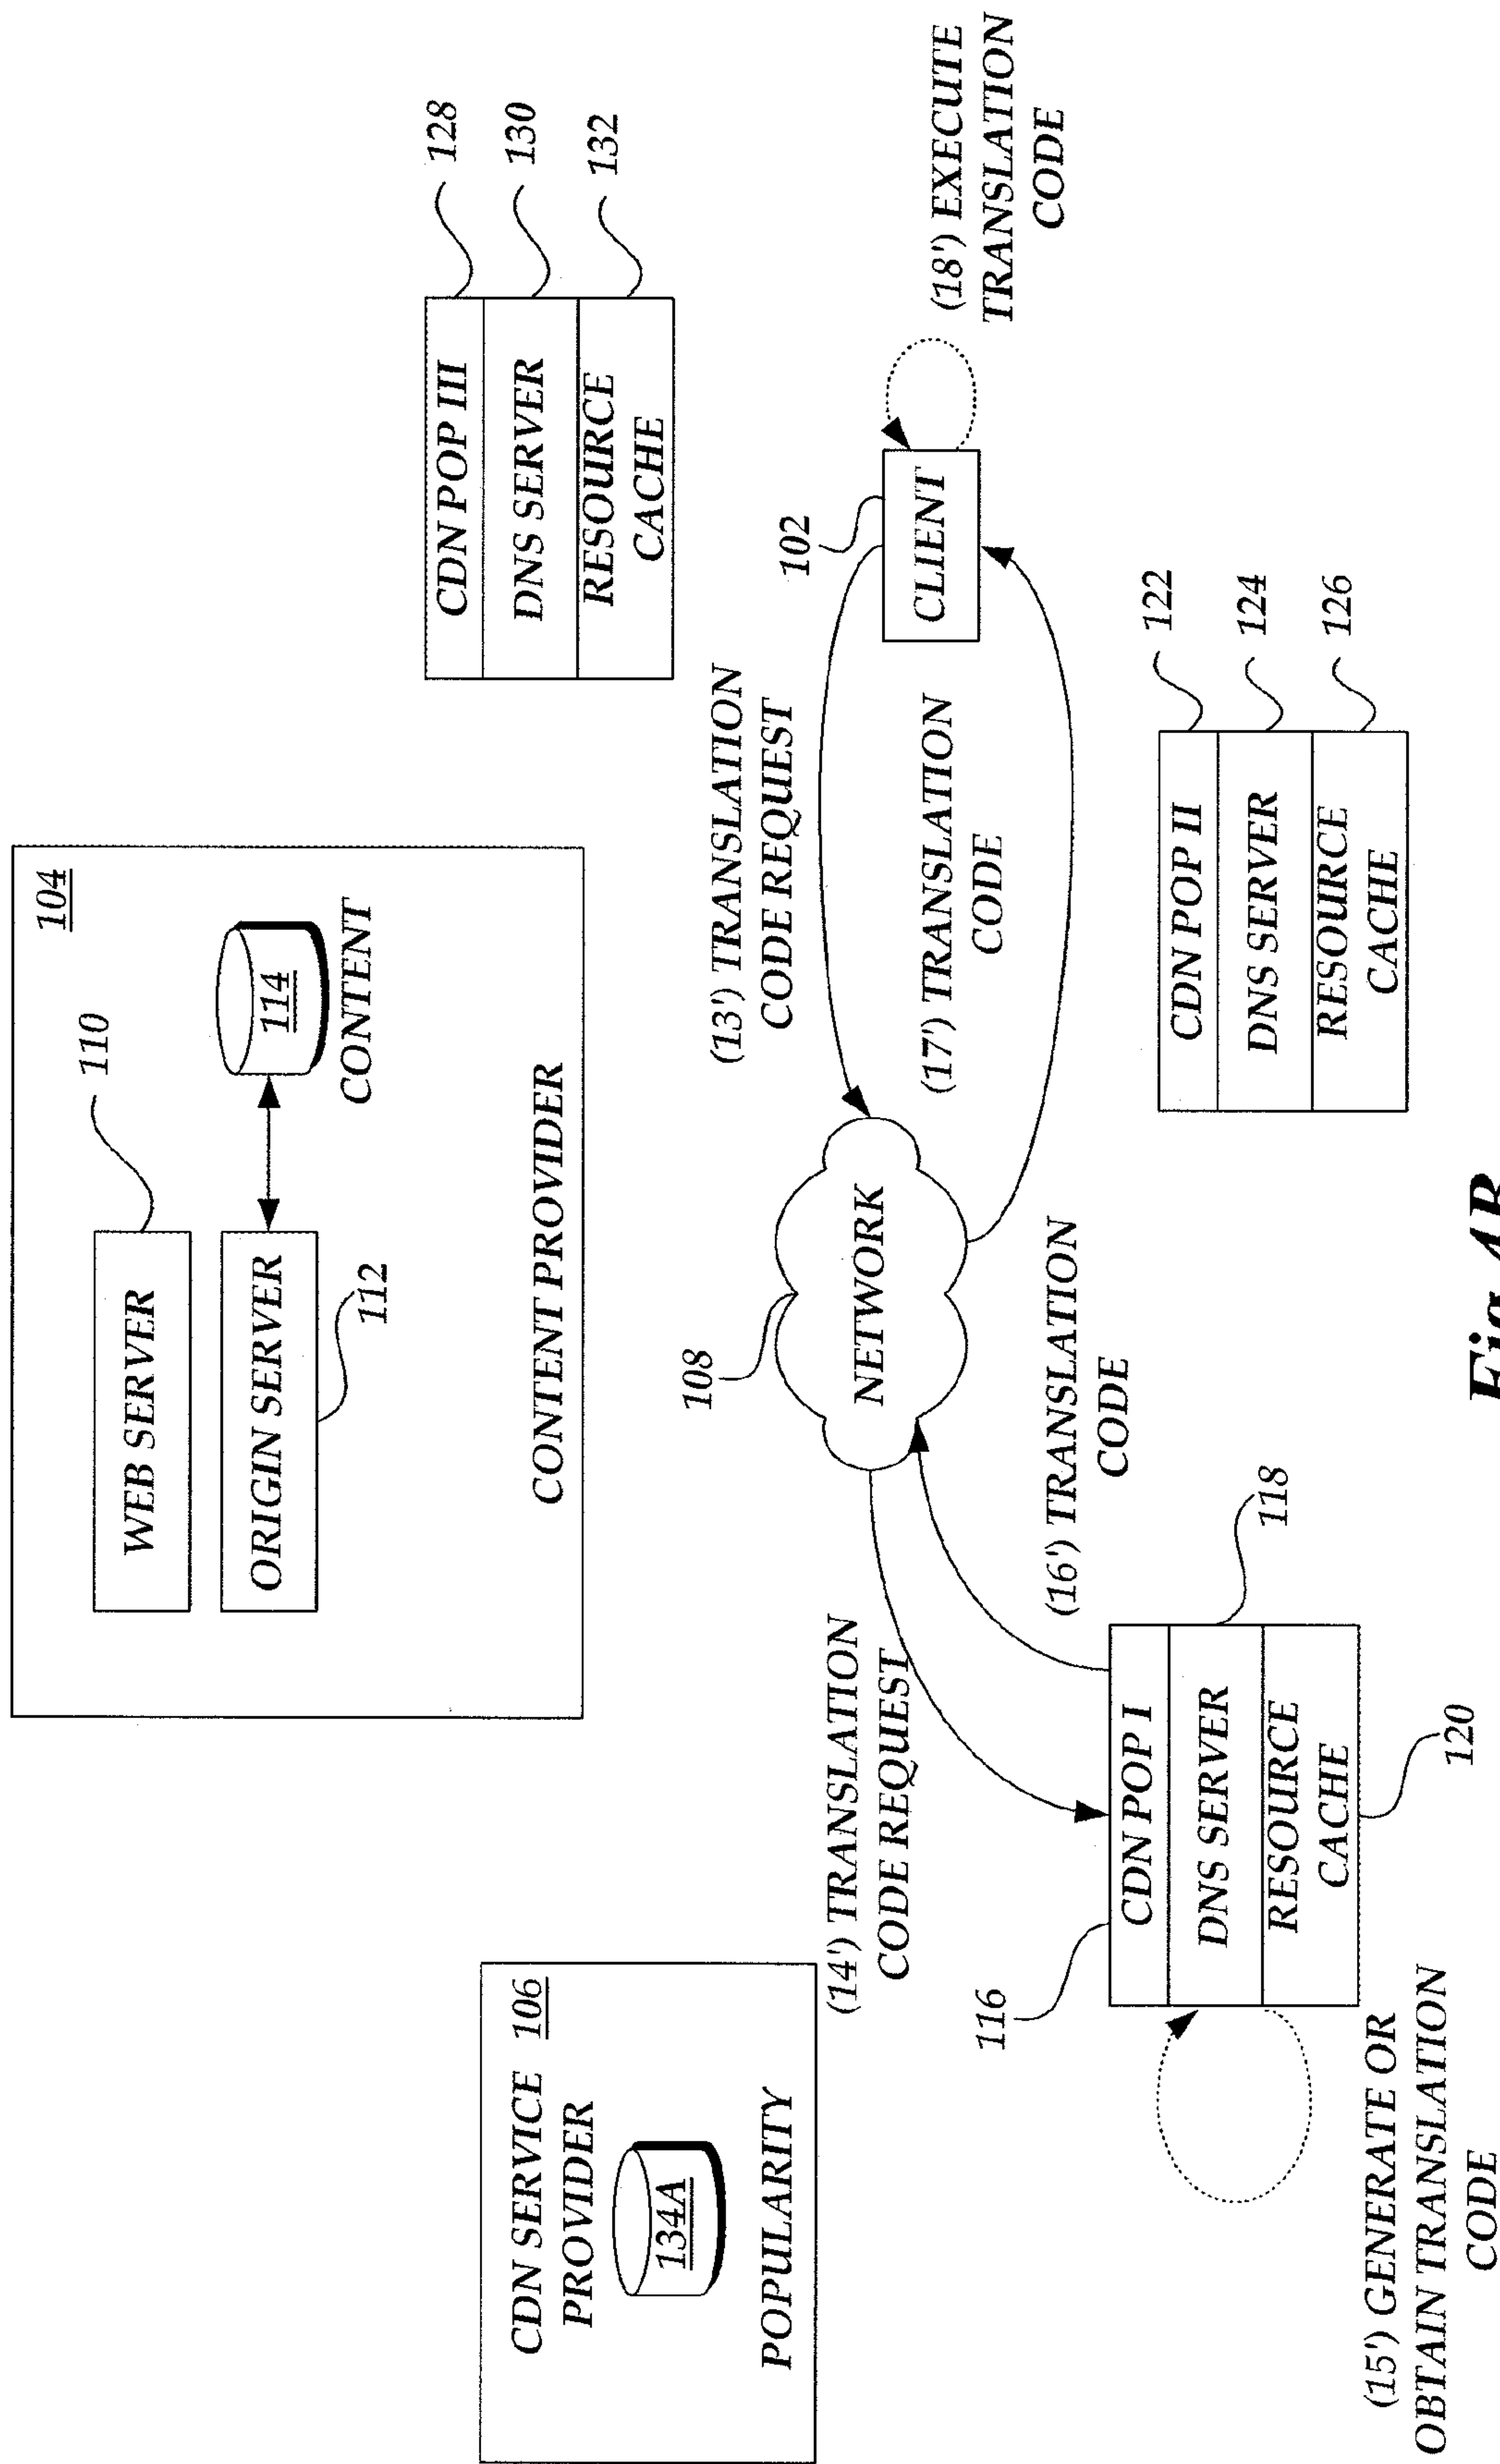 104
WEB SERVER
110
ORIGIN SERVER
112
114
CONTENT
CONTENT PROVIDER
CDN SERVICE
PROVIDER
106
134A
POPULARITY
CDN POP III
DNS SERVER
RESOURCE
CACHE
128
130
132
108
NETWORK
(13') TRANSLATION
CODE REQUEST
102
CLIENT
(18') EXECUTE
TRANSLATION
CODE
(17') TRANSLATION
CODE
(14') TRANSLATION
CODE REQUEST
(16') TRANSLATION
CODE
116
CDN POP I
DNS SERVER
RESOURCE
CACHE
118
120
(15') GENERATE OR
OBTAIN TRANSLATION
CODE
CDN POP II
DNS SERVER
RESOURCE
CACHE
122
124
126
Fig.4B.